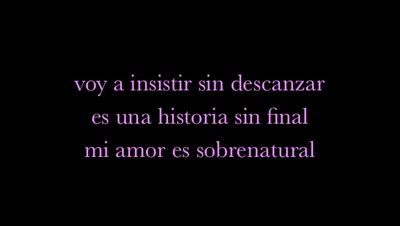 voy a insistir sin descanzar
es una historia sin final
mi amor es sobrenatural